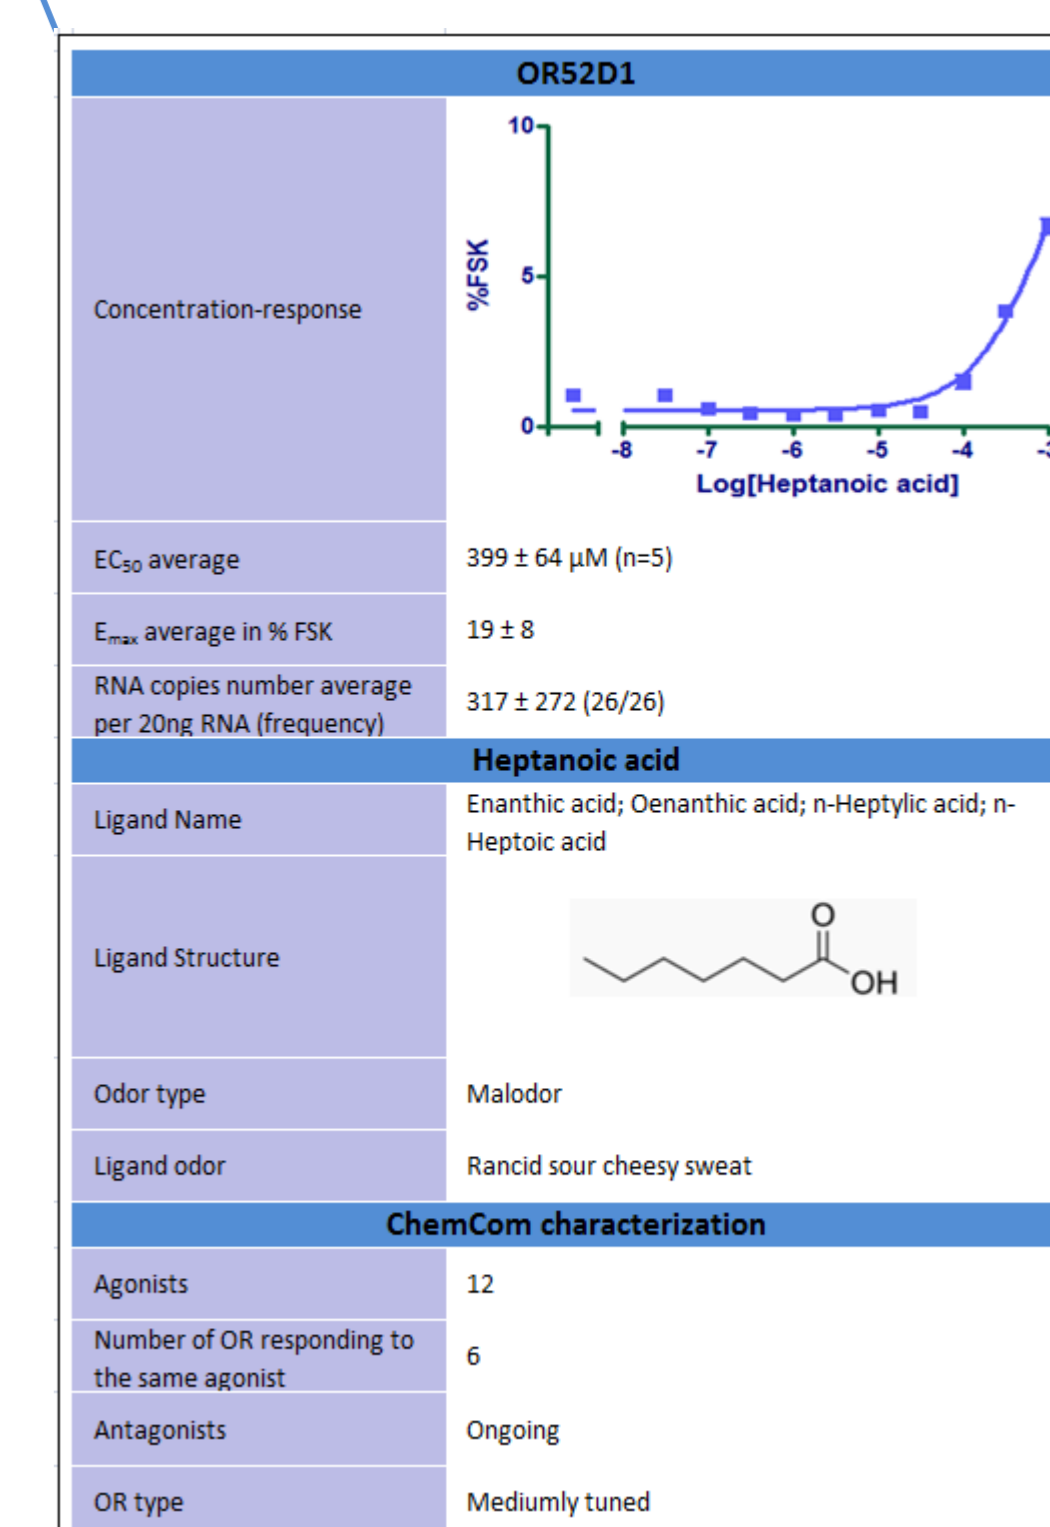 OR52D1
Concentration-response
10
5
0
%FSK
-8 -7 -6 -5 -4 -3
Log[Heptanoic acid]
EC₅₀ average
399 ± 64 µM (n=5)
Eₘₐₓ average in % FSK
19 ± 8
RNA copies number average
per 20ng RNA (frequency)
317 ± 272 (26/26)
Heptanoic acid
Ligand Name
Enanthic acid; Oenanthic acid; n-Heptylic acid; n-
Heptoic acid
Ligand Structure
O
OH
Odor type
Malodor
Ligand odor
Rancid sour cheesy sweat
ChemCom characterization
Agonists
12
Number of OR responding to
the same agonist
6
Antagonists
Ongoing
OR type
Mediumly tuned